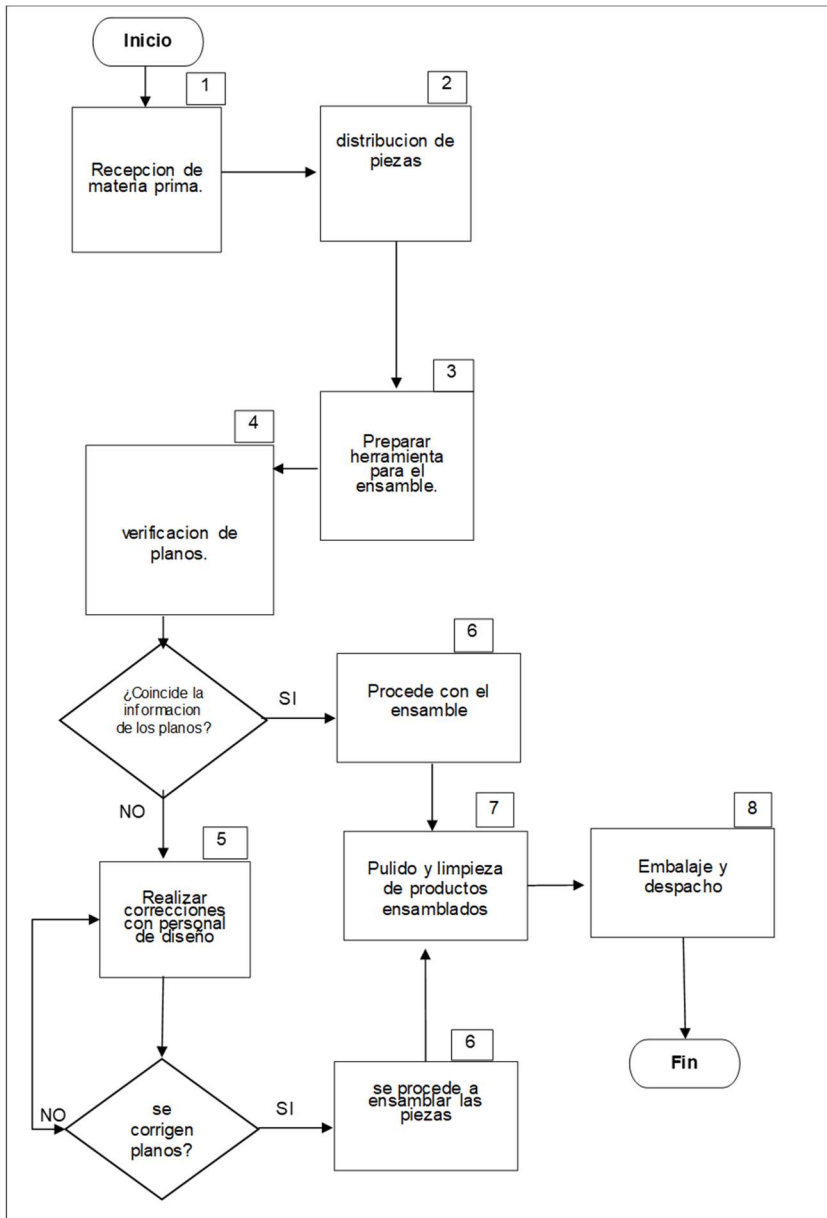 Inicio
1
Recepcion de
materia prima.
2
distribucion de
piezas
3
Preparar
herramienta
para el
ensamble.
4
verificacion de
planos.
¿Coincide la
informacion
de los planos?
SI
NO
6
Procede con el
ensamble
5
Realizar
correcciones
con personal
de diseño
7
Pulido y limpieza
de productos
ensamblados
8
Embalaje y
despacho
se
corrigen
planos?
NO
SI
6
se procede a
ensamblar las
piezas
Fin